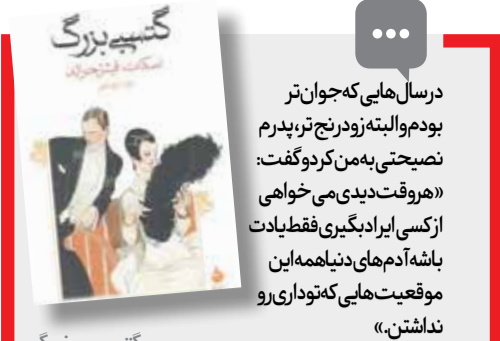 گتسبی بزرگ
اسکات فیتزجرالد
در سال‌هایی که جوان‌تر
بودم و البته زودرنج‌تر، پدرم
نصیحتی به من کرد و گفت:
«هر وقت دیدی می‌خواهی
از کسی ایراد بگیری فقط یادت
باشه آدم‌های دنیا همه این
موقعیت‌هایی که تو داری رو
نداشتن.»